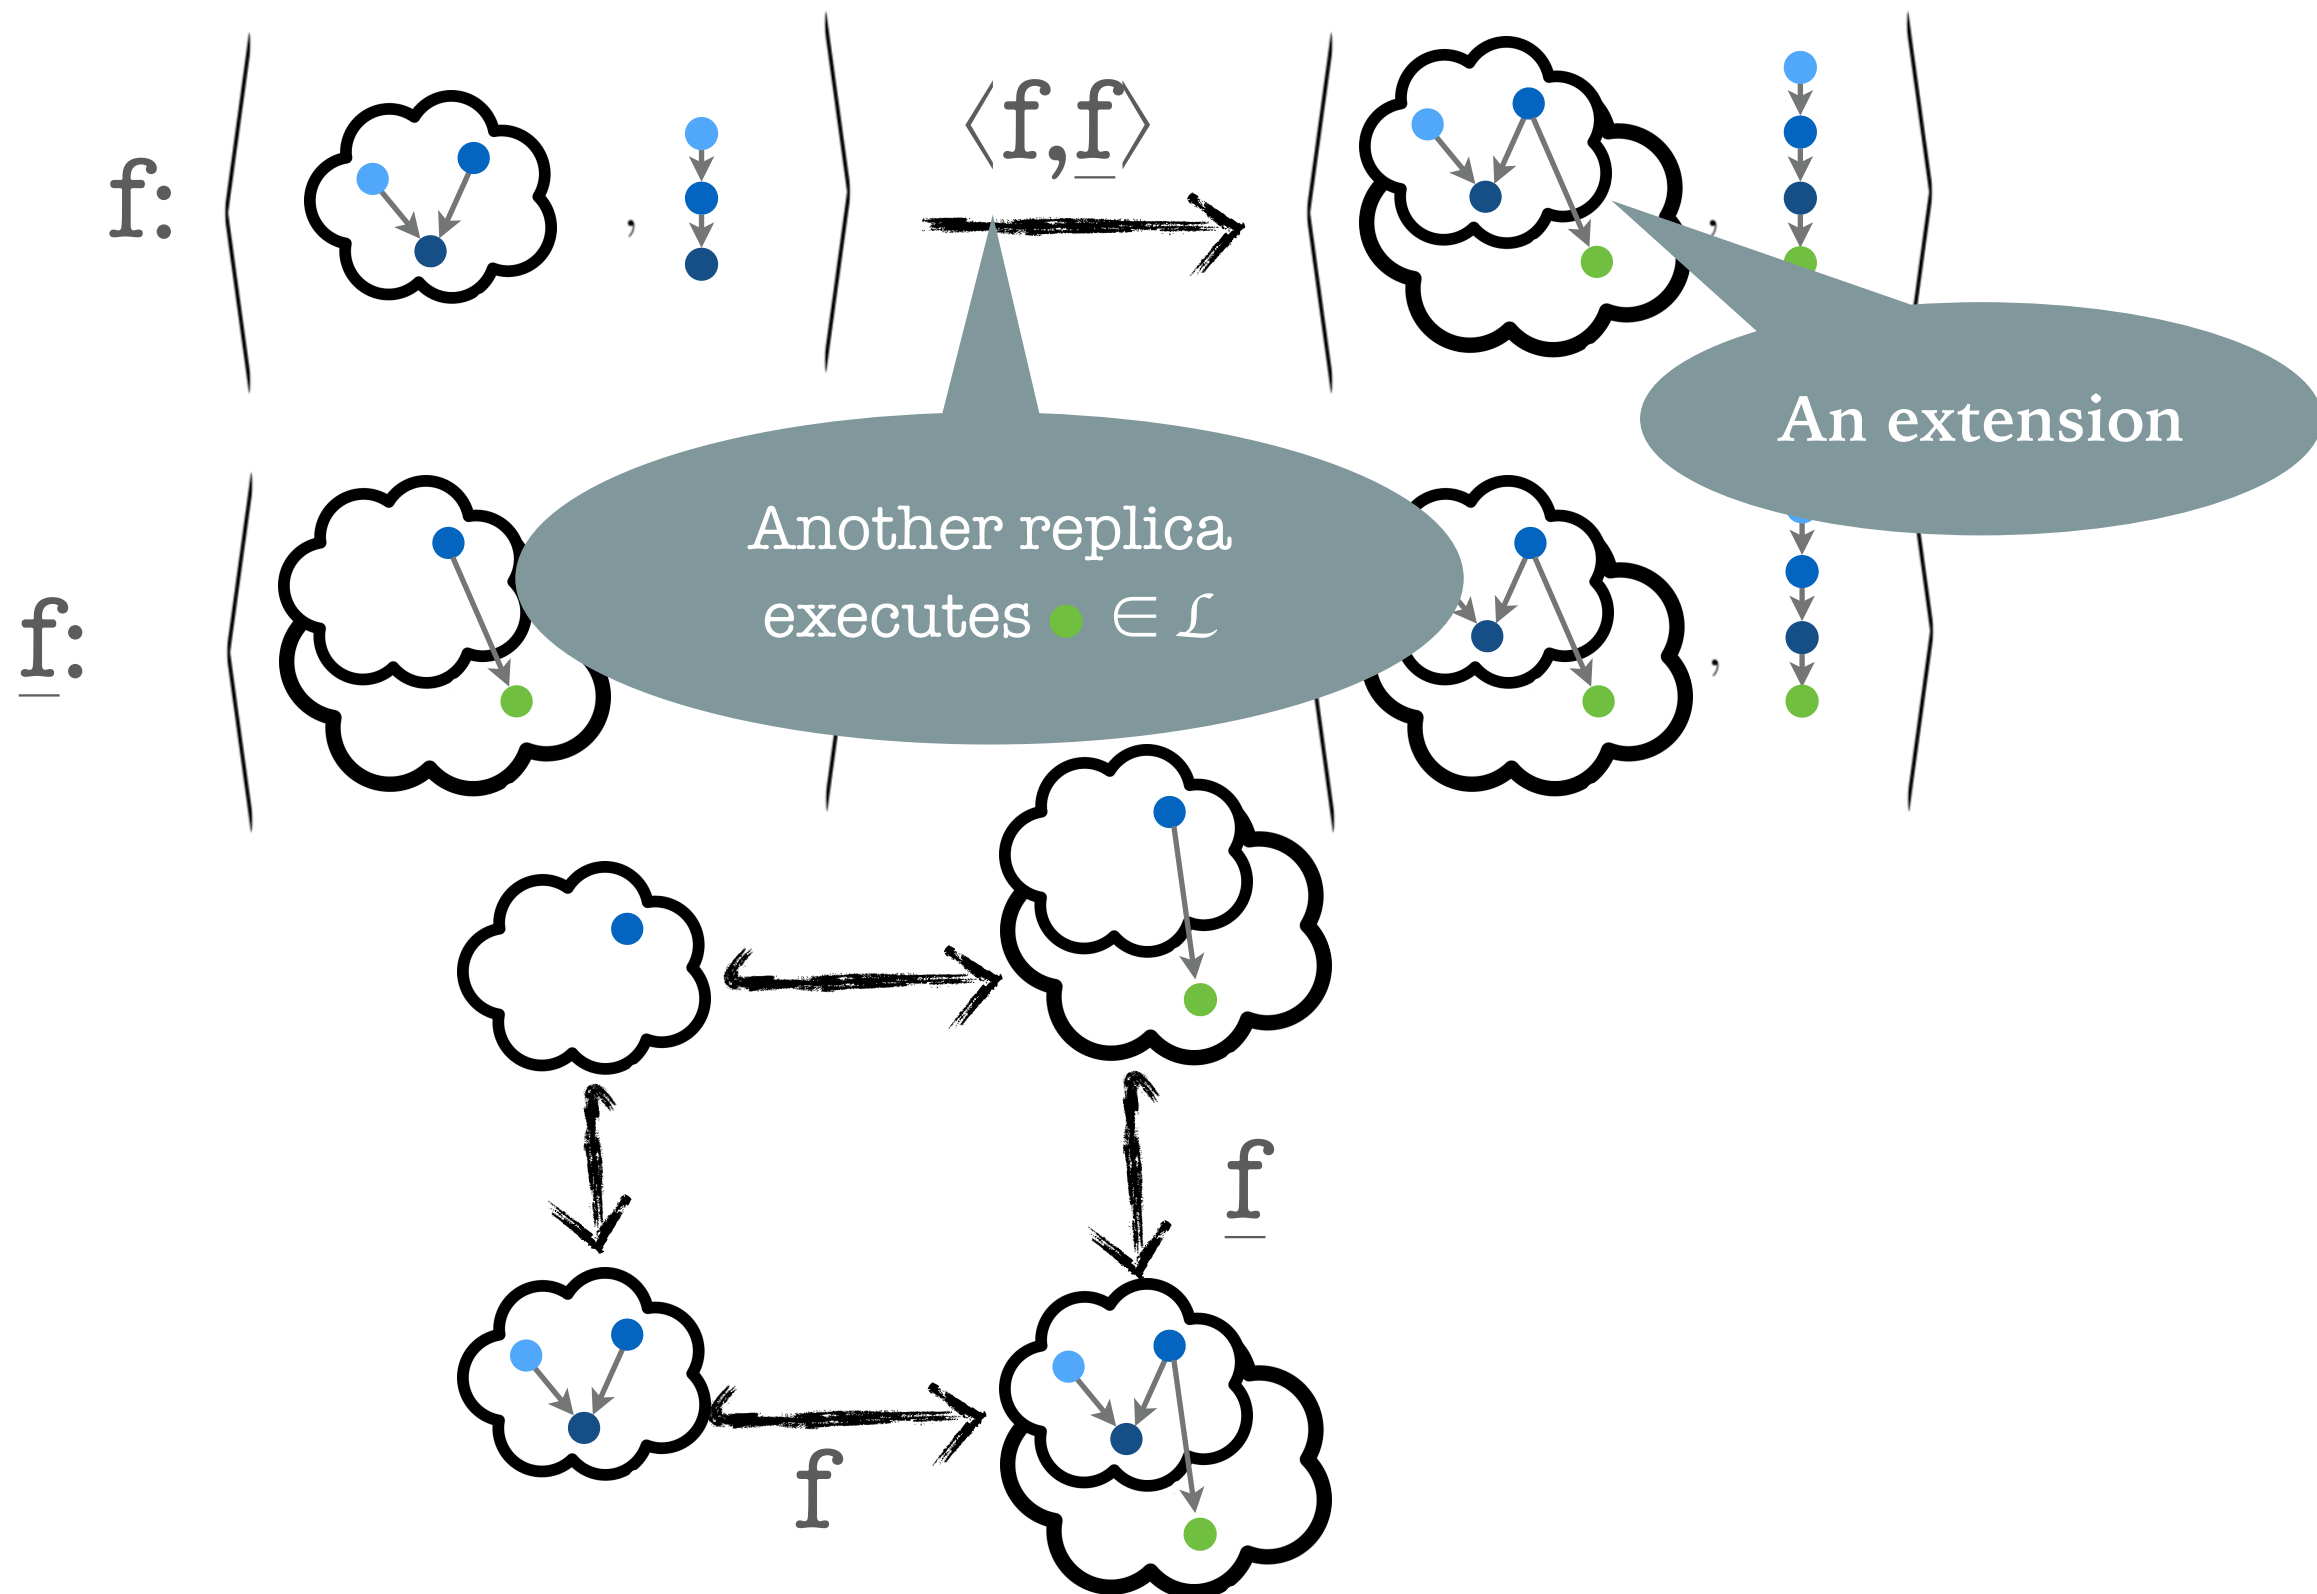 f:
,
⟨f,f̲⟩
,
An extension
Another replica
executes ∈ f̲
f̲:
,
f̲
f